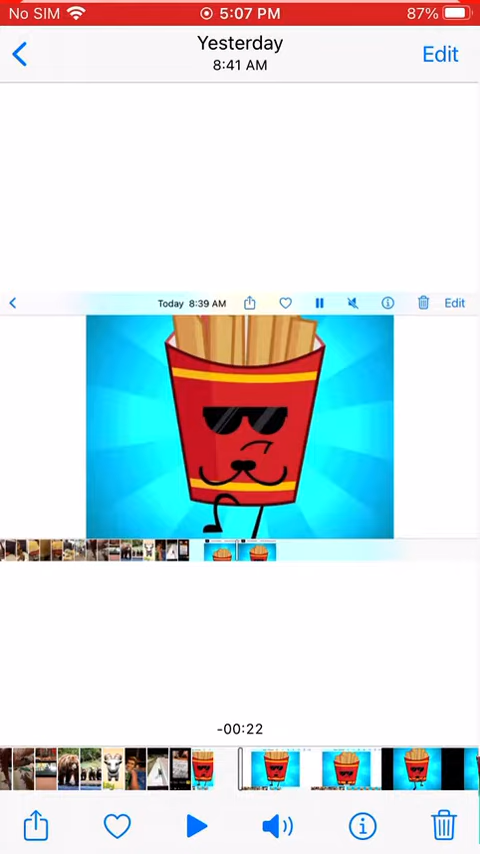 No SIM 5:07 PM 87%
Yesterday
8:41 AM
Edit
Today 8:39 AM Edit
-00:22